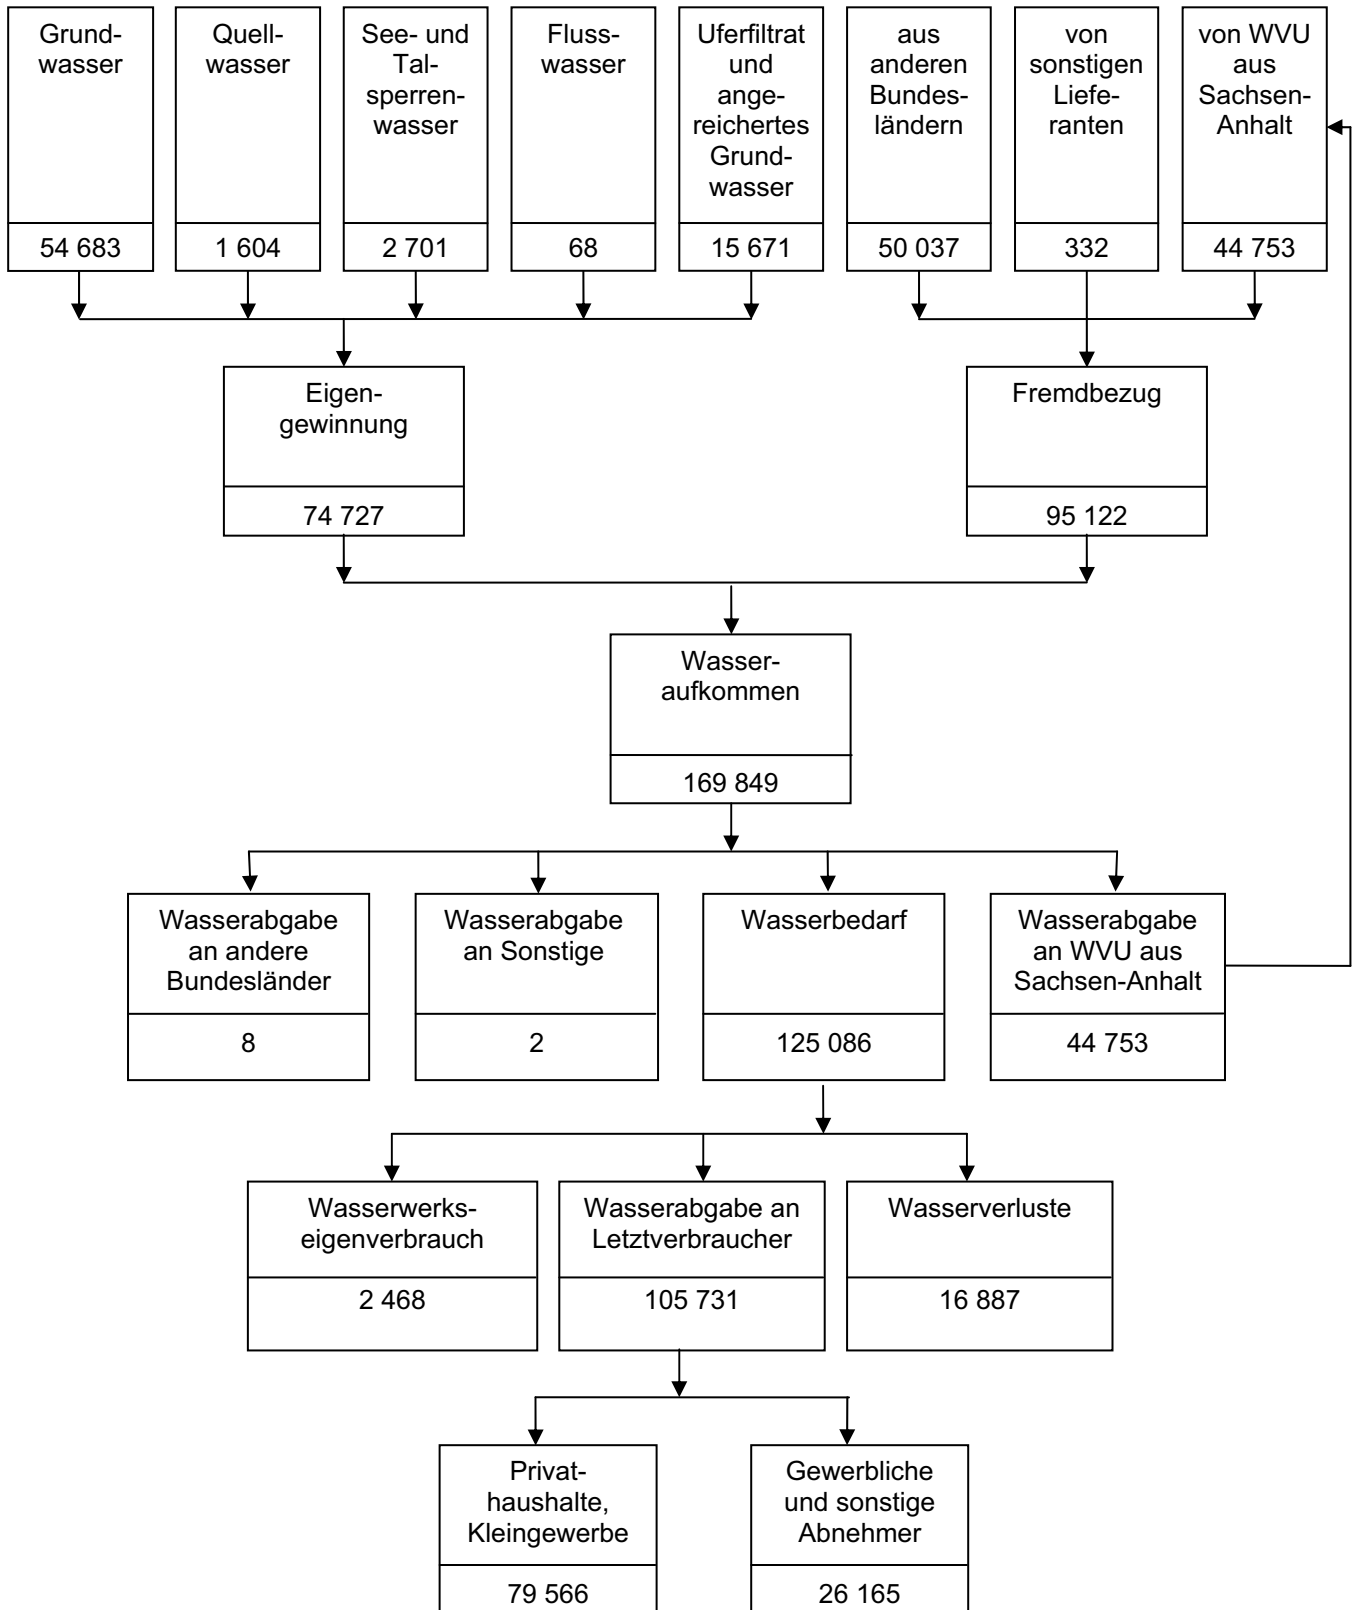 Grund-
wasser
54 683
Quell-
wasser
1 604
See- und
Tal-
sperren-
wasser
2 701
Fluss-
wasser
68
Uferfiltrat
und
ange-
reichertes
Grund-
wasser
15 671
aus
anderen
Bundes-
ländern
50 037
von
sonstigen
Liefe-
ranten
332
von WVU
aus
Sachsen-
Anhalt
44 753
Eigen-
gewinnung
74 727
Fremdbezug
95 122
Wasser-
aufkommen
169 849
Wasserabgabe
an andere
Bundesländer
8
Wasserabgabe
an Sonstige
2
Wasserbedarf
125 086
Wasserabgabe
an WVU aus
Sachsen-Anhalt
44 753
Wasserwerks-
eigenverbrauch
2 468
Wasserabgabe an
Letztverbraucher
105 731
Wasserverluste
16 887
Privat-
haushalte,
Kleingewerbe
79 566
Gewerbliche
und sonstige
Abnehmer
26 165